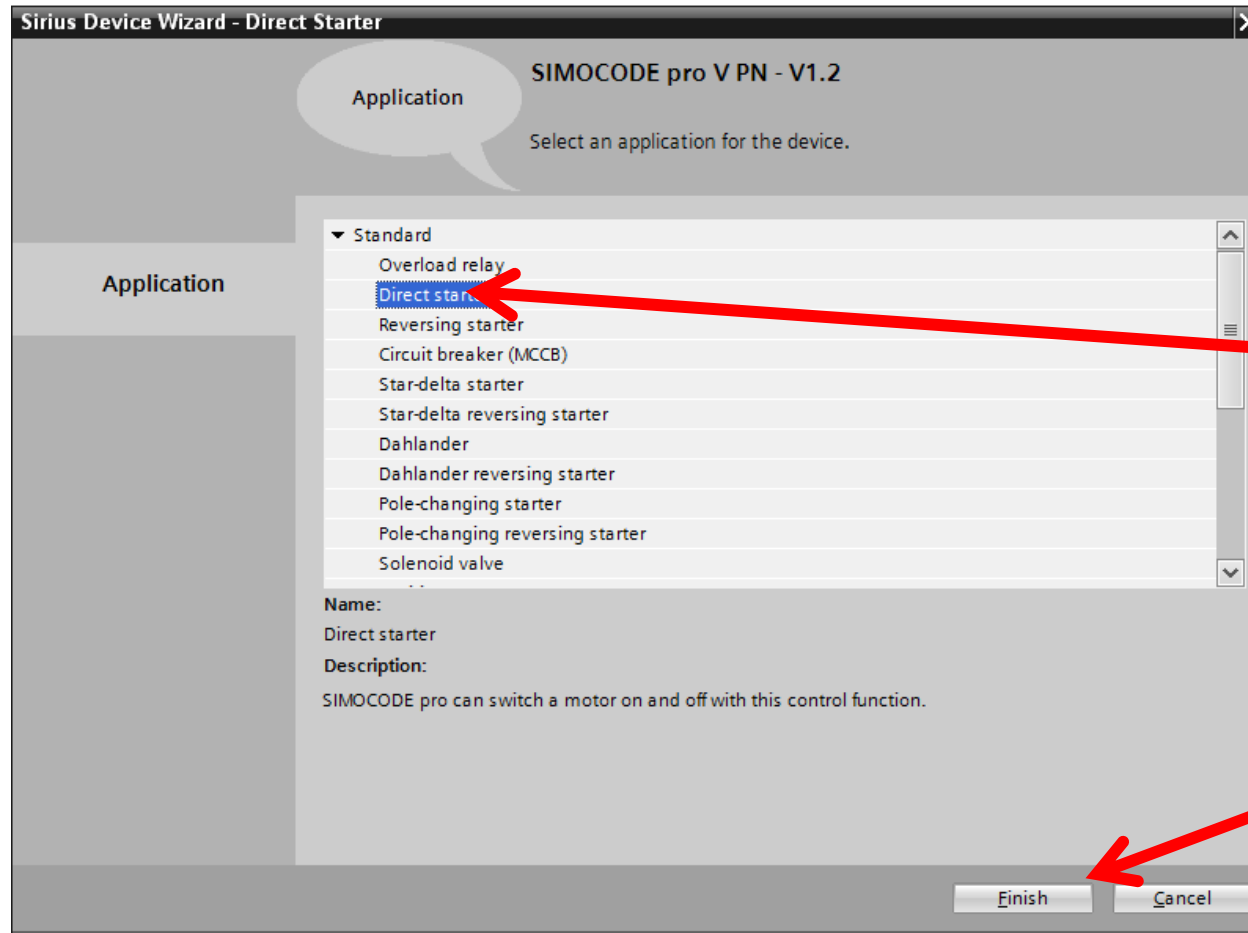 Sirius Device Wizard - Direct Starter
Application
SIMOCODE pro V PN - V1.2
Select an application for the device.
Application
Standard
Overload relay
Direct starter
Reversing starter
Circuit breaker (MCCB)
Star-delta starter
Star-delta reversing starter
Dahlander
Dahlander reversing starter
Pole-changing starter
Pole-changing reversing starter
Solenoid valve
Name:
Direct starter
Description:
SIMOCODE pro can switch a motor on and off with this control function.
Finish
Cancel